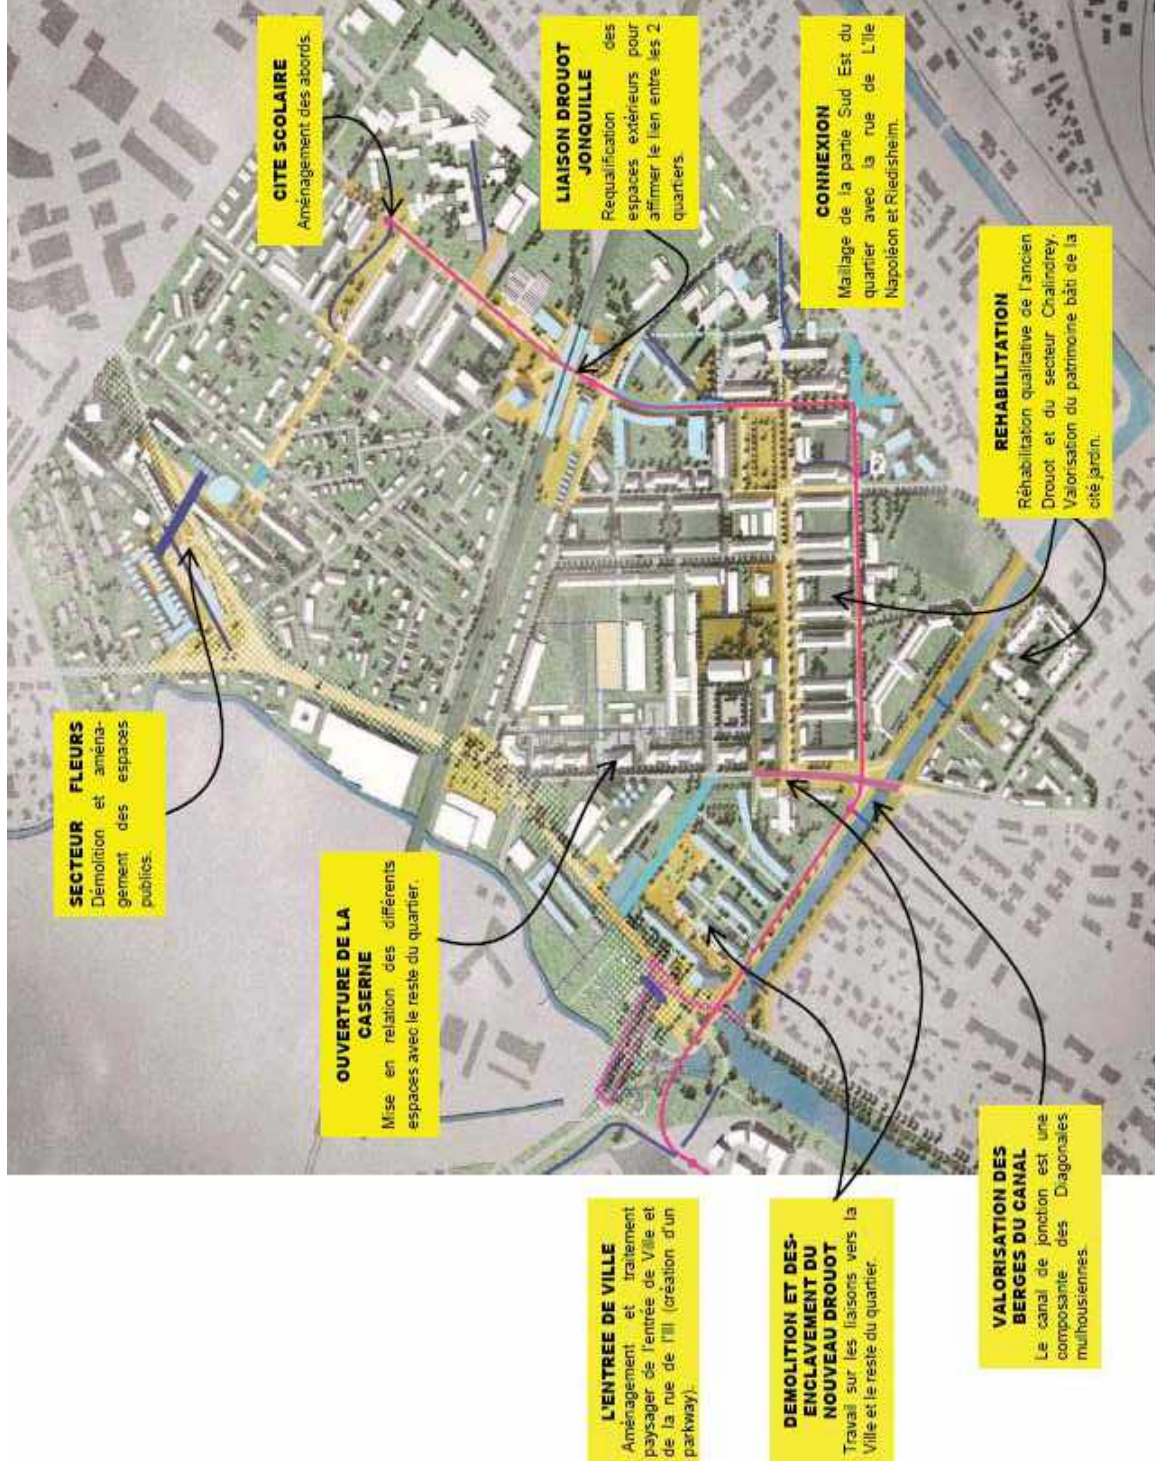 SECTEUR FLEURS
Démolition et aména-
gement des espaces
publics.
CITE SCOLAIRE
Aménagement des abords.
OUVERTURE DE LA
CASERNE
Mise en relation des différents
espaces avec le reste du quartier.
LIAISON DROUOT
JONQUILLE
Requalification des
espaces extérieurs pour
affirmer le lien entre les 2
quartiers.
L'ENTREE DE VILLE
Aménagement et traitement
paysager de l'entrée de Ville et
de la rue de l'Ill (création d'un
parkway).
DEMOLITION ET DES-
ENCLAVEMENT DU
NOUVEAU DROUOT
Travail sur les liaisons vers la
Ville et le reste du quartier.
CONNEXION
Maillage de la partie Sud Est du
quartier avec la rue de L'Ile
Napoléon et Riedisheim.
VALORISATION DES
BERGES DU CANAL
Le canal de jonction est une
composante des Diagonales
mulhousiennes.
REHABILITATION
Réhabilitation qualitative de l'ancien
Drouot et du secteur Chalindrey.
Valorisation du patrimoine bâti de la
cité jardin.